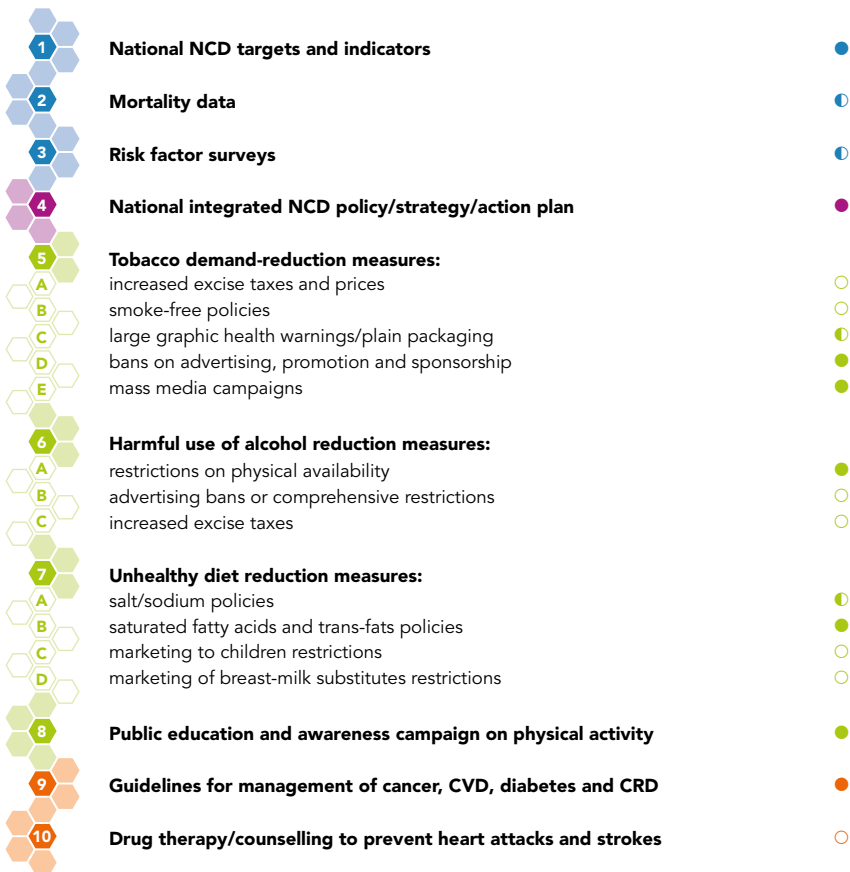 1 National NCD targets and indicators
2 Mortality data
3 Risk factor surveys
4 National integrated NCD policy/strategy/action plan
5 Tobacco demand-reduction measures:
A increased excise taxes and prices
B smoke-free policies
C large graphic health warnings/plain packaging
D bans on advertising, promotion and sponsorship
E mass media campaigns
6 Harmful use of alcohol reduction measures:
A restrictions on physical availability
B advertising bans or comprehensive restrictions
C increased excise taxes
7 Unhealthy diet reduction measures:
A salt/sodium policies
B saturated fatty acids and trans-fats policies
C marketing to children restrictions
D marketing of breast-milk substitutes restrictions
8 Public education and awareness campaign on physical activity
9 Guidelines for management of cancer, CVD, diabetes and CRD
10 Drug therapy/counselling to prevent heart attacks and strokes